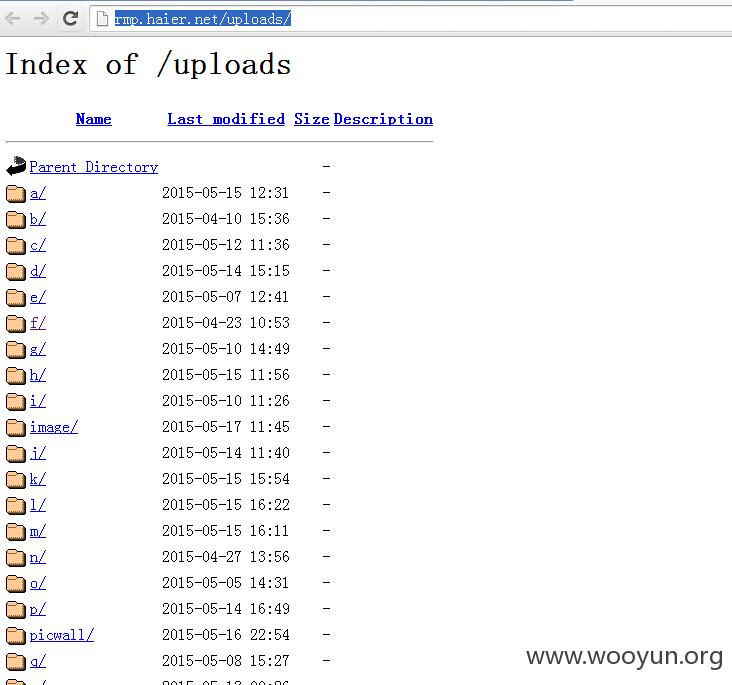 rmp.haier.net/uploads/
Index of /uploads
Name Last modified Size Description
Parent Directory -
a/ 2015-05-15 12:31 -
b/ 2015-04-10 15:36 -
c/ 2015-05-12 11:36 -
d/ 2015-05-14 15:15 -
e/ 2015-05-07 12:41 -
f/ 2015-04-23 10:53 -
g/ 2015-05-10 14:49 -
h/ 2015-05-15 11:56 -
i/ 2015-05-10 11:26 -
image/ 2015-05-17 11:45 -
j/ 2015-05-14 11:40 -
k/ 2015-05-15 15:54 -
l/ 2015-05-15 16:22 -
m/ 2015-05-15 16:11 -
n/ 2015-04-27 13:56 -
o/ 2015-05-05 14:31 -
p/ 2015-05-14 16:49 -
picwall/ 2015-05-16 22:54 -
q/ 2015-05-08 15:27 -
www.wooyun.org